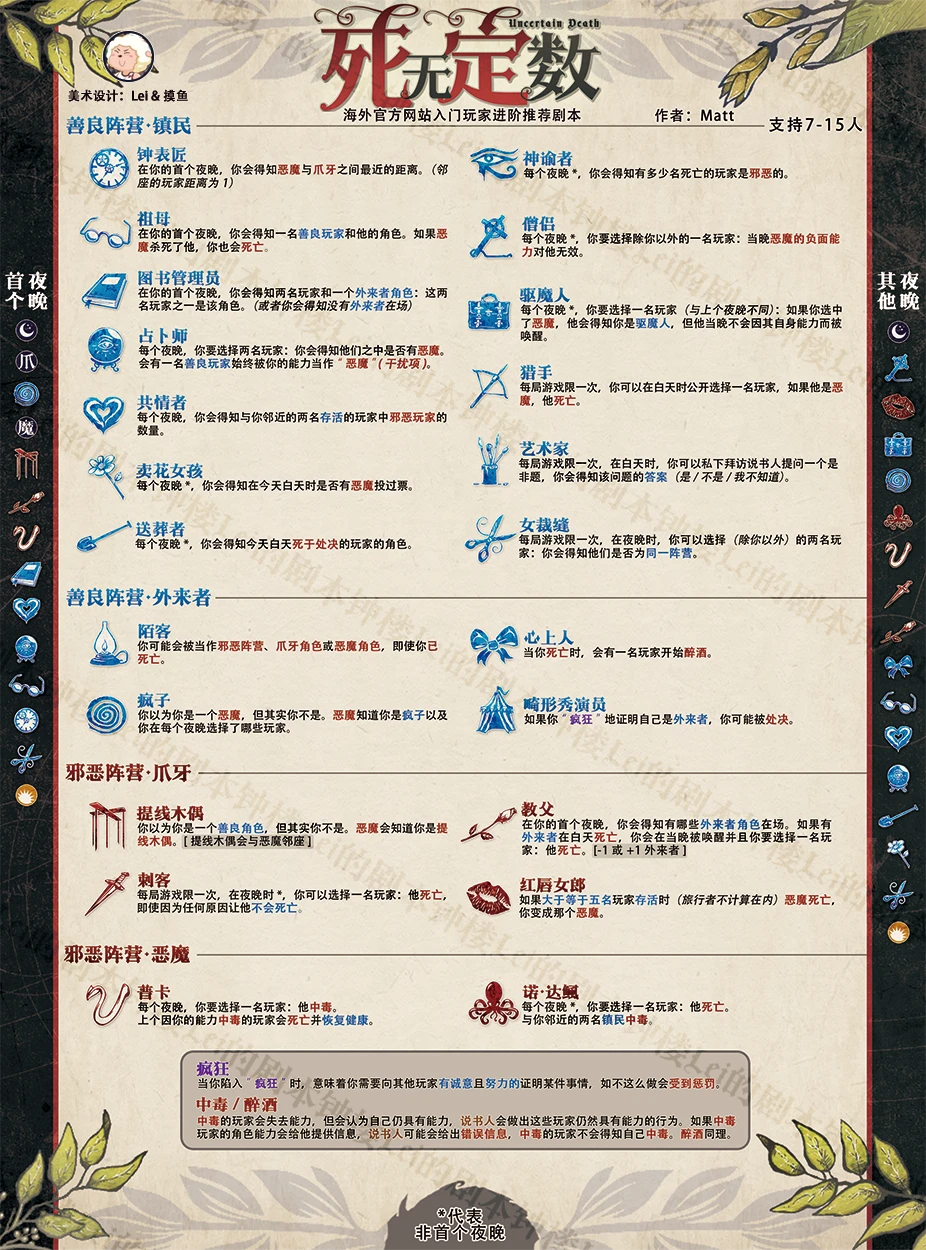 Uncertain Death
死无定数
美术设计：Lei & 摸鱼
海外官方网站入门玩家进阶推荐剧本
作者：Matt
支持7-15人
善良阵营·镇民
钟表匠
在你的首个夜晚，你会得知恶魔与爪牙之间最近的距离。（邻
座的玩家距离为 1）
祖母
在你的首个夜晚，你会得知一名善良玩家和他的角色。如果恶
魔杀死了他，你也会死亡。
图书管理员
在你的首个夜晚，你会得知两名玩家和一个外来者角色：这两
名玩家之一是该角色。（或者你会得知没有外来者在场）
占卜师
每个夜晚，你要选择两名玩家：你会得知他们之中是否有恶魔。
会有一名善良玩家始终被你的能力当作“恶魔”（干扰项）。
共情者
每个夜晚，你会得知与你邻近的两名存活的玩家中邪恶玩家的
数量。
卖花女孩
每个夜晚 *，你会得知在今天白天时是否有恶魔投过票。
送葬者
每个夜晚 *，你会得知今天白天死于处决的玩家的角色。
神谕者
每个夜晚 *，你会得知有多少名死亡的玩家是邪恶的。
僧侣
每个夜晚 *，你要选择除你以外的一名玩家：当晚恶魔的负面能
力对他无效。
驱魔人
每个夜晚 *，你要选择一名玩家（与上个夜晚不同）：如果你选中
了恶魔，他会得知你是驱魔人，但他当晚不会因其自身能力而被
唤醒。
猎手
每局游戏限一次，你可以在白天时公开选择一名玩家，如果他是恶
魔，他死亡。
艺术家
每局游戏限一次，在白天时，你可以私下拜访说书人提问一个是
非题，你会得知该问题的答案（是 / 不是 / 我不知道）。
女裁缝
每局游戏限一次，在夜晚时，你可以选择（除你以外）的两名玩
家：你会得知他们是否为同一阵营。
善良阵营·外来者
陌客
你可能会被当作邪恶阵营、爪牙角色或恶魔角色，即使你已
死亡。
疯子
你以为你是一个恶魔，但其实你不是。恶魔知道你是疯子以及
你在每个夜晚选择了哪些玩家。
心上人
当你死亡时，会有一名玩家开始醉酒。
畸形秀演员
如果你“疯狂”地证明自己是外来者，你可能被处决。
邪恶阵营·爪牙
提线木偶
你以为你是一个善良角色，但其实你不是。恶魔会知道你是提
线木偶。[ 提线木偶会与恶魔邻座 ]
刺客
每局游戏限一次，在夜晚时 *，你可以选择一名玩家：他死亡，
即使因为任何原因让他不会死亡。
教父
在你的首个夜晚，你会得知有哪些外来者角色在场。如果有
外来者在白天死亡，你会在当晚被唤醒并且你要选择一名玩
家：他死亡。[-1 或 +1 外来者 ]
红唇女郎
如果大于等于五名玩家存活时（旅行者不计算在内）恶魔死亡，
你变成那个恶魔。
邪恶阵营·恶魔
普卡
每个夜晚，你要选择一名玩家：他中毒。
上个因你的能力中毒的玩家会死亡并恢复健康。
诺·达鲺
每个夜晚 *，你要选择一名玩家：他死亡。
与你邻近的两名镇民中毒。
疯狂
当你陷入“疯狂”时，意味着你需要向其他玩家有诚意且努力的证明某件事情，如不这么做会受到惩罚。
中毒 / 醉酒
中毒的玩家会失去能力，但会认为自己仍具有能力，说书人会做出这些玩家仍然具有能力的行为。如果中毒
玩家的角色能力会给他提供信息，说书人可能会给出错误信息，中毒的玩家不会得知自己中毒。醉酒同理。
首个夜晚
爪
魔
其他夜晚
*代表
非首个夜晚